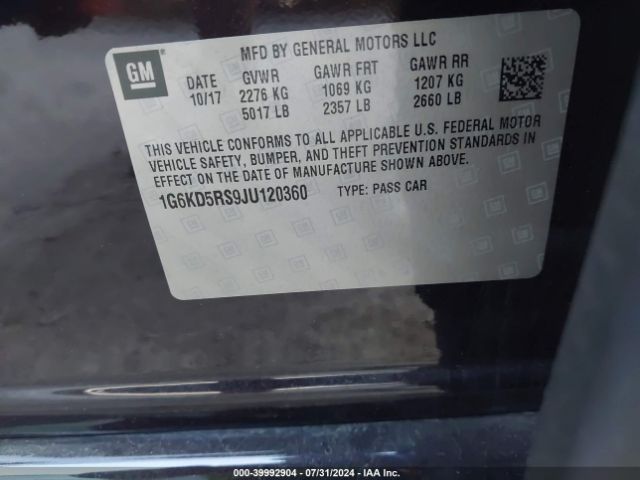 GM
MFD BY GENERAL MOTORS LLC
DATE GVWR GAWR FRT GAWR RR
10/17 2276 KG 1069 KG 1207 KG
5017 LB 2357 LB 2660 LB
THIS VEHICLE CONFORMS TO ALL APPLICABLE U.S. FEDERAL MOTOR
VEHICLE SAFETY, BUMPER, AND THEFT PREVENTION STANDARDS IN
EFFECT ON THE DATE OF MANUFACTURE SHOWN ABOVE.
1G6KD5RS9JU120360 TYPE: PASS CAR
000-39992904 / 07/31/2024 - IAA Inc.